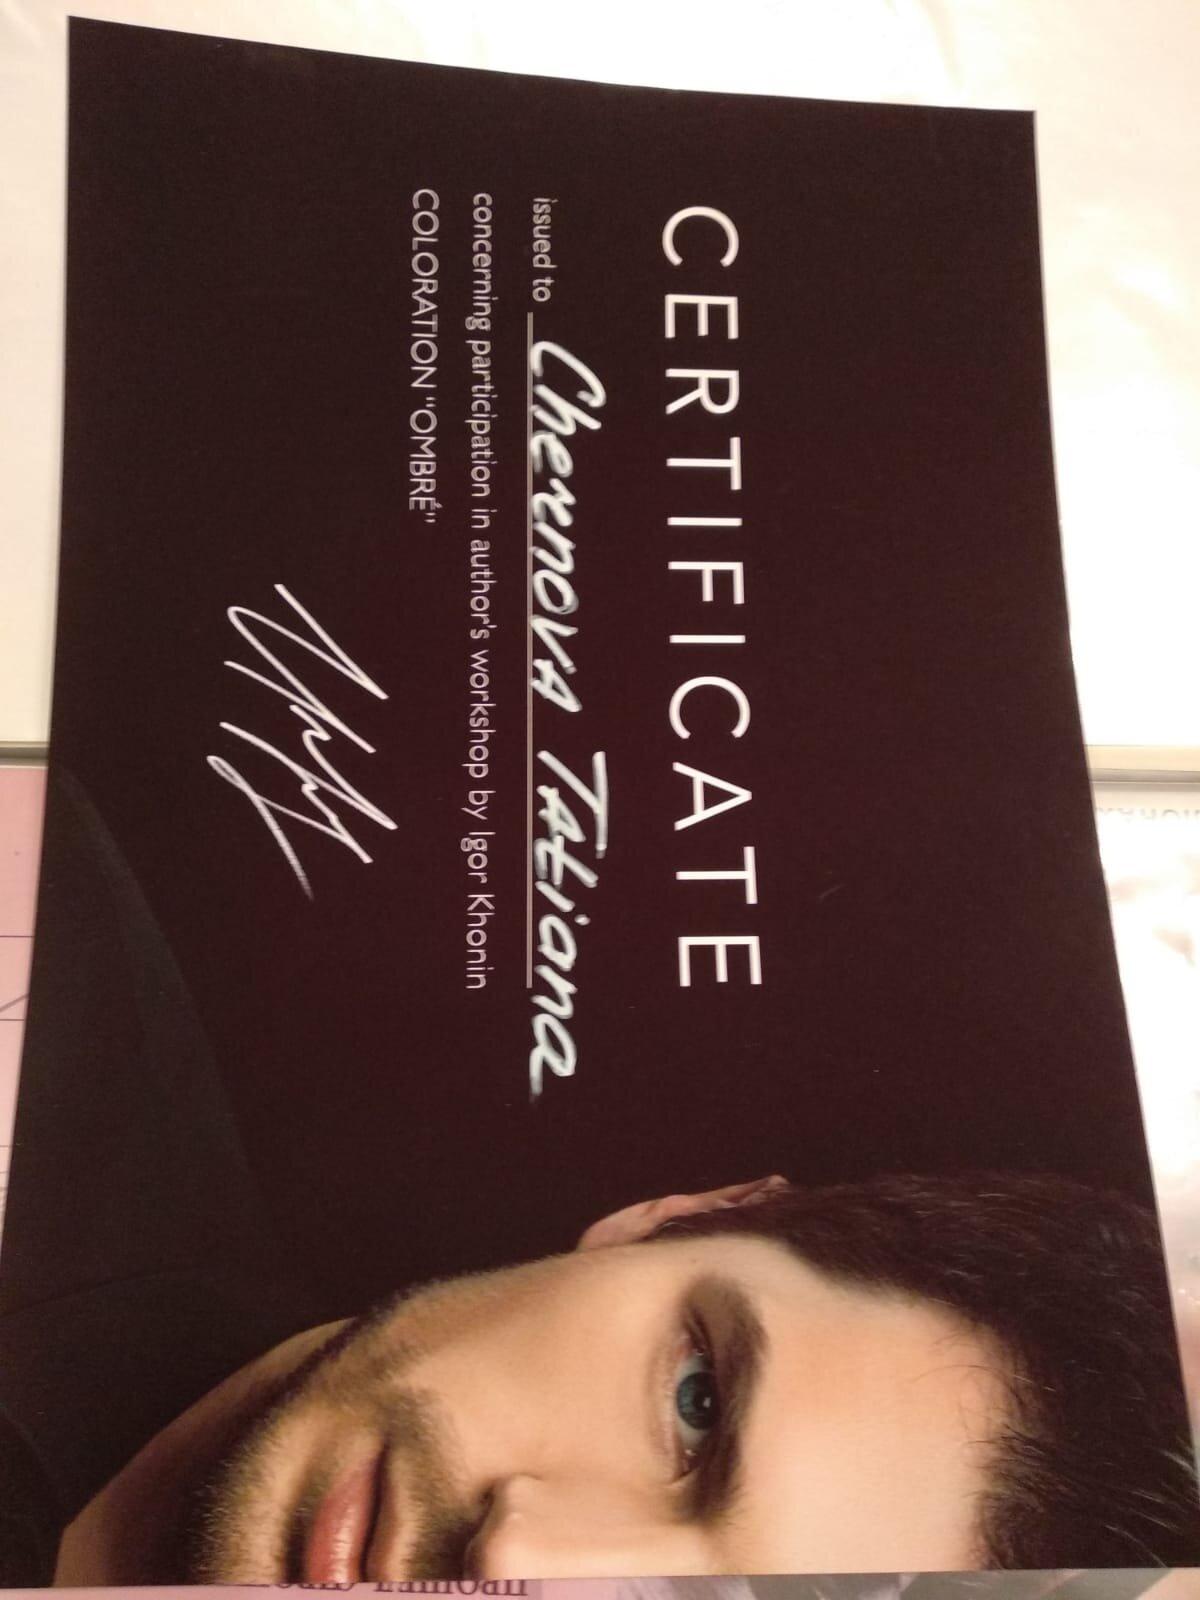 CERTIFICATE
issued to Chernova Tatiana
concerning participation in author's workshop by Igor Khonin
COLORATION "OMBRÉ"